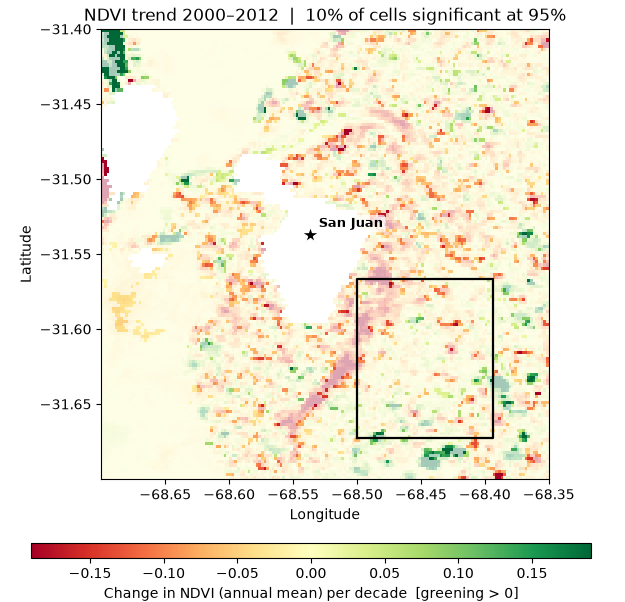 NDVI trend 2000–2012 | 10% of cells significant at 95%
−31.40
−31.45
−31.50
−31.55
−31.60
−31.65
Latitude
San Juan
−68.65 −68.60 −68.55 −68.50 −68.45 −68.40 −68.35
Longitude
−0.15 −0.10 −0.05 0.00 0.05 0.10 0.15
Change in NDVI (annual mean) per decade [greening > 0]